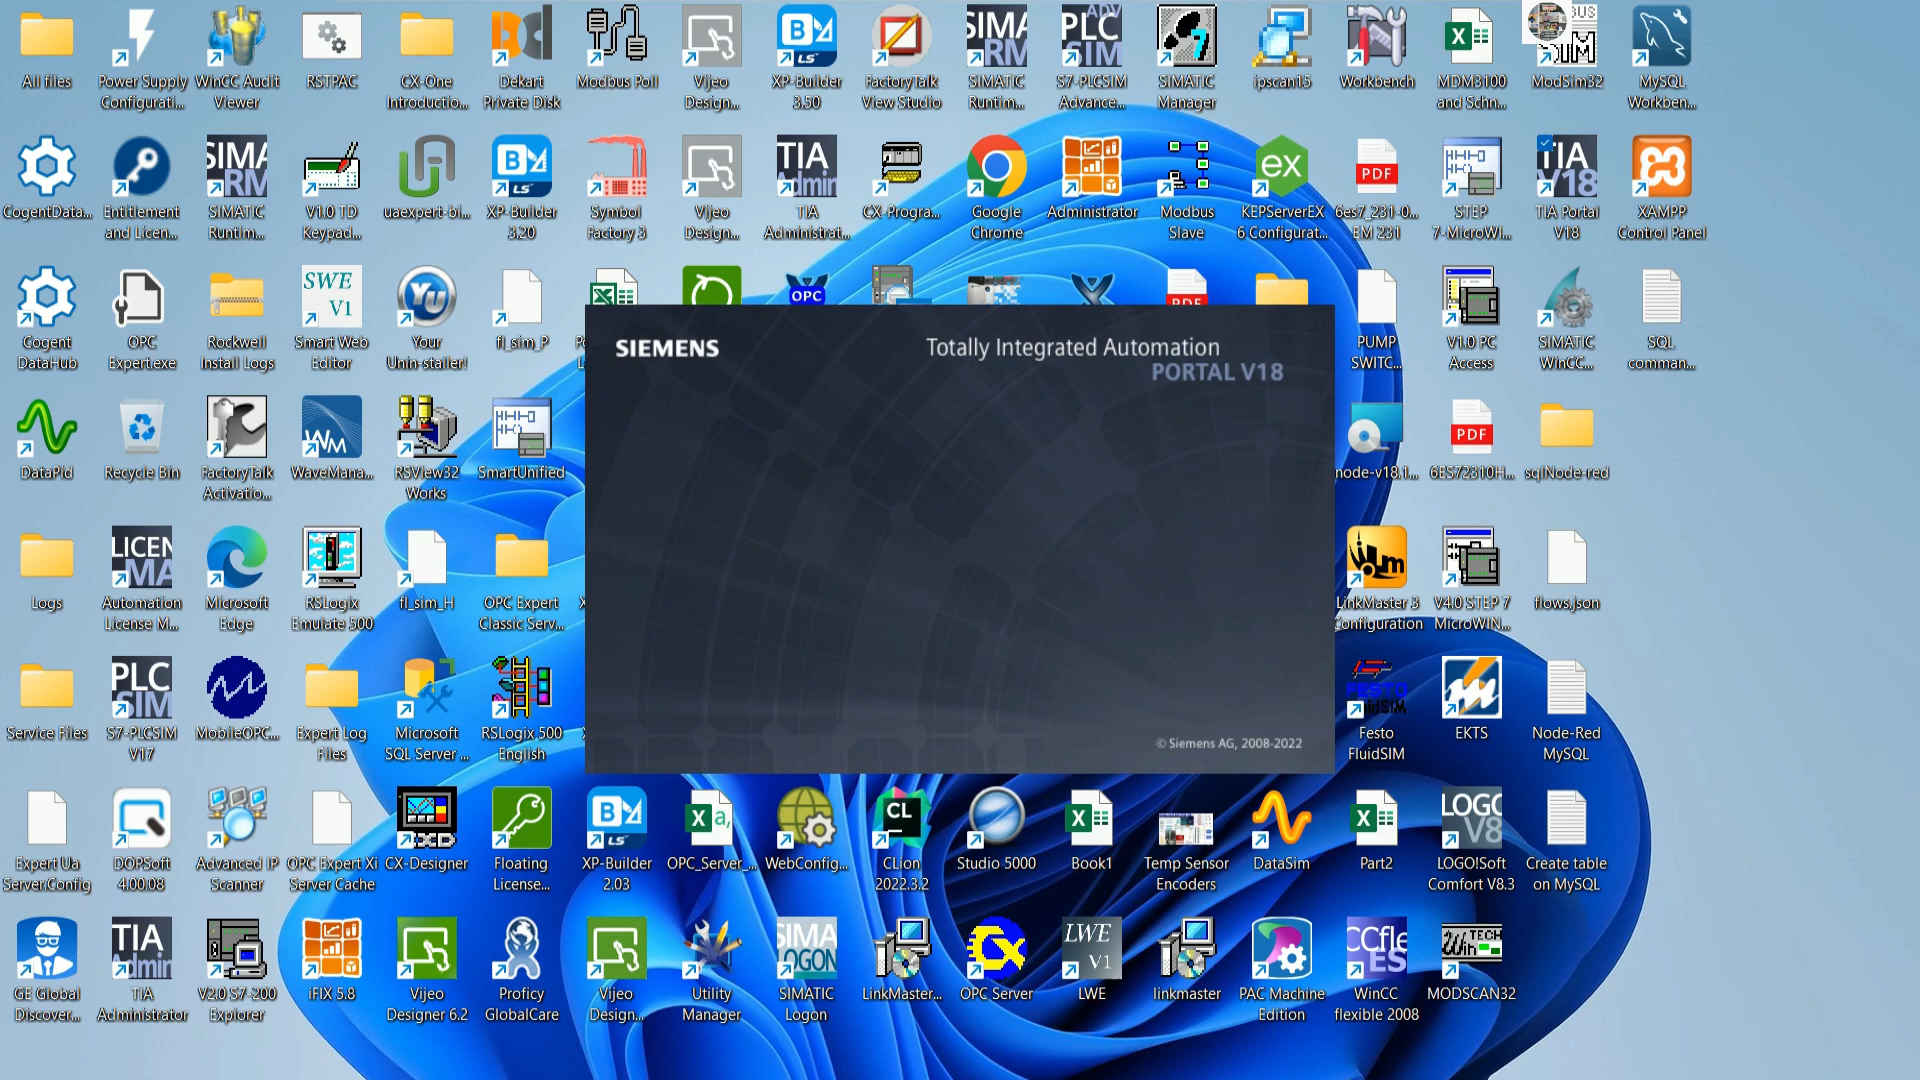 All files
Power Supply
Configurati...
WinCC Audit
Viewer
RSTPAC
CX-One
Introductio...
Dekart
Private Disk
Modbus Poll
Vijeo
Design...
XP-Builder
3.50
FactoryTalk
View Studio
SIMATIC
Runtim...
S7-PLCSIM
Advance...
SIMATIC
Manager
ipscan15
Workbench
MDM3100
and Schn...
ModSim32
MySQL
Workben...
CogentData...
Entitlement
and Licen...
SIMATIC
Runtim...
V1.0 TD
Keypad...
uaexpert-bi...
XP-Builder
3.20
Symbol
Factory 3
Vijeo
Design...
TIA
Administrat...
CX-Progra...
Google
Chrome
Administrator
Modbus
Slave
KEPServerEX
6 Configurat...
6es7_231-0...
EM 231
STEP
7-MicroWI...
TIA Portal
V18
XAMPP
Control Panel
Cogent
DataHub
OPC
Expert.exe
Rockwell
Install Logs
Smart Web
Editor
Your
Unin-staller!
fl_sim_P
OPC
PDF
PUMP
SWITC...
V1.0 PC
Access
SIMATIC
WinCC...
SQL
comman...
SIEMENS
Totally Integrated Automation
PORTAL V18
© Siemens AG, 2008-2022
DataPid
Recycle Bin
FactoryTalk
Activatio...
WaveMana...
RSView32
Works
SmartUnified
node-v18.1...
6ES72310H...
sqlNode-red
Logs
Automation
License M...
Microsoft
Edge
RSLogix
Emulate 500
fl_sim_H
OPC Expert
Classic Serv...
LinkMaster 3
Configuration
V4.0 STEP 7
MicroWIN...
flows.json
Service Files
S7-PLCSIM
V17
MobileOPC...
Expert Log
Files
Microsoft
SQL Server ...
RSLogix 500
English
Festo
FluidSIM
EKTS
Node-Red
MySQL
Expert Ua
Server.Config
DOPSoft
4.00.08
Advanced IP
Scanner
OPC Expert Xi
Server Cache
CX-Designer
Floating
License...
XP-Builder
2.03
OPC_Server_...
WebConfig...
CLion
2022.3.2
Studio 5000
Book1
Temp Sensor
Encoders
DataSim
Part2
LOGO!Soft
Comfort V8.3
Create table
on MySQL
GE Global
Discover...
TIA
Administrator
V2.0 S7-200
Explorer
iFIX 5.8
Vijeo
Designer 6.2
Proficy
GlobalCare
Vijeo
Design...
Utility
Manager
SIMATIC
Logon
LinkMaster...
OPC Server
LWE
linkmaster
PAC Machine
Edition
WinCC
flexible 2008
MODSCAN32